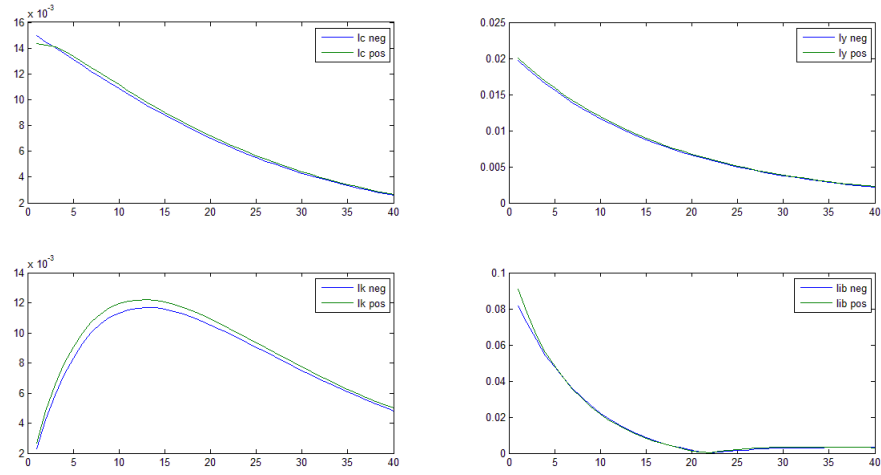 x 10⁻³
16
14
12
10
8
6
4
2
0 5 10 15 20 25 30 35 40
lc neg
lc pos
0.025
0.02
0.015
0.01
0.005
0
0 5 10 15 20 25 30 35 40
ly neg
ly pos
x 10⁻³
14
12
10
8
6
4
2
0 5 10 15 20 25 30 35 40
lk neg
lk pos
0.1
0.08
0.06
0.04
0.02
0
0 5 10 15 20 25 30 35 40
lib neg
lib pos